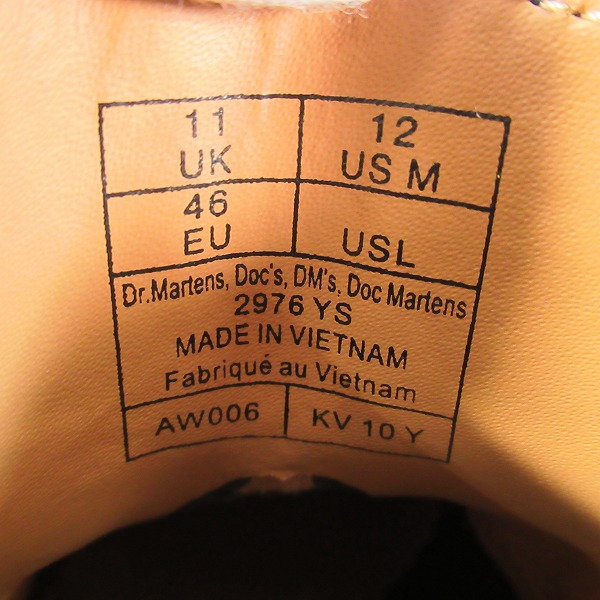 11
UK
12
US M
46
EU
USL
Dr.Martens, Doc's, DM's, Doc Martens
2976 YS
MADE IN VIETNAM
Fabriqué au Vietnam
AW006
KV 10 Y